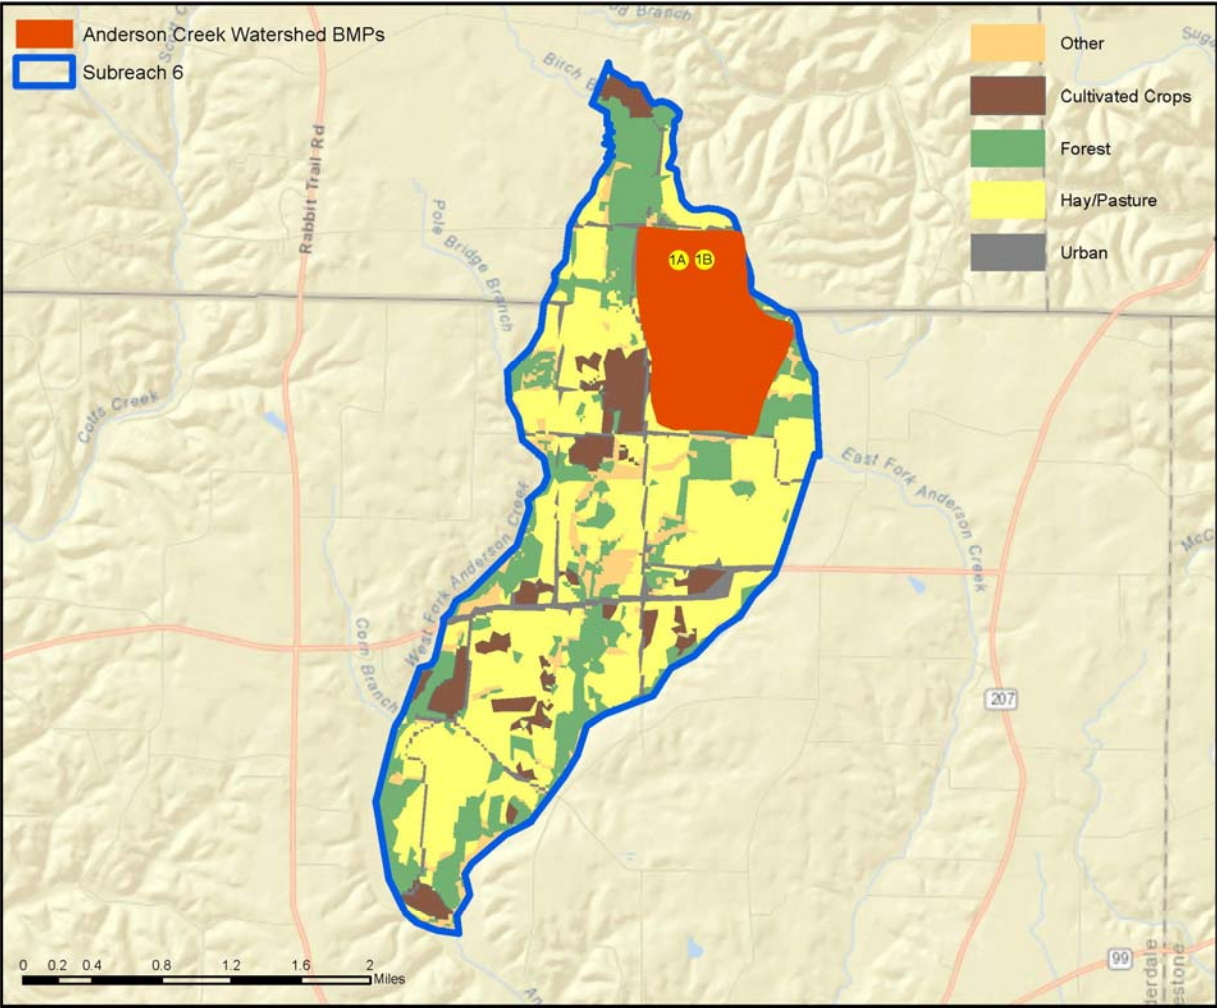 Anderson Creek Watershed BMPs
Subreach 6
Other
Cultivated Crops
Forest
Hay/Pasture
Urban
Branch
Birch
Rabbit Trail Rd
Pole Bridge Branch
1A 1B
Cotts Creek
East Fork Anderson Creek
West Fork Anderson Creek
Corn Branch
207
99
0 0.2 0.4 0.8 1.2 1.6 2
Miles